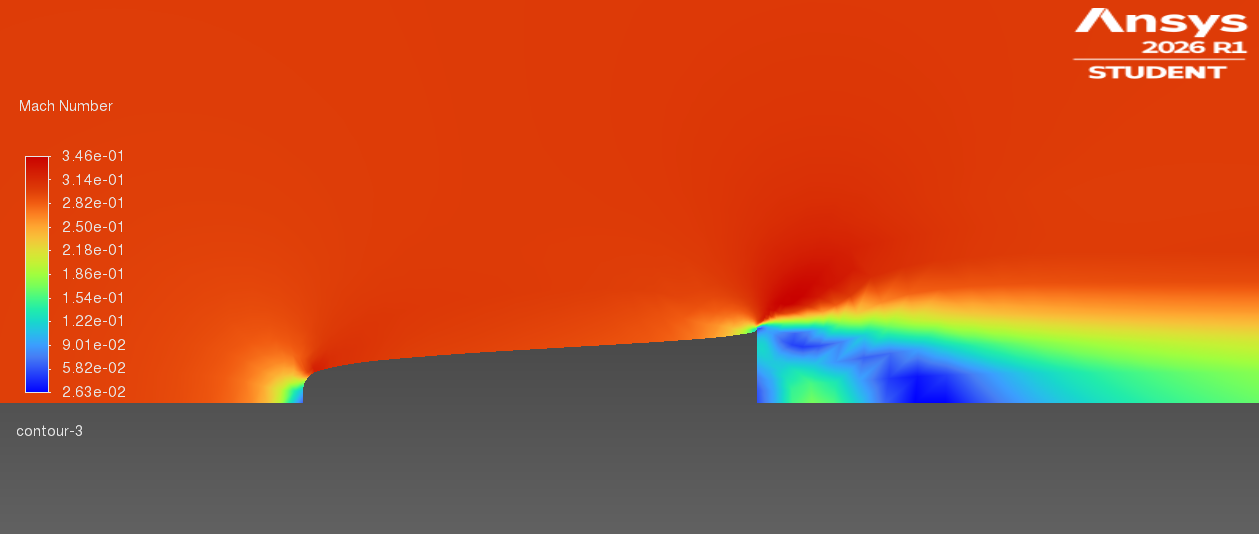 Ansys
2026 R1
STUDENT
Mach Number
3.46e-01
3.14e-01
2.82e-01
2.50e-01
2.18e-01
1.86e-01
1.54e-01
1.22e-01
9.01e-02
5.82e-02
2.63e-02
contour-3